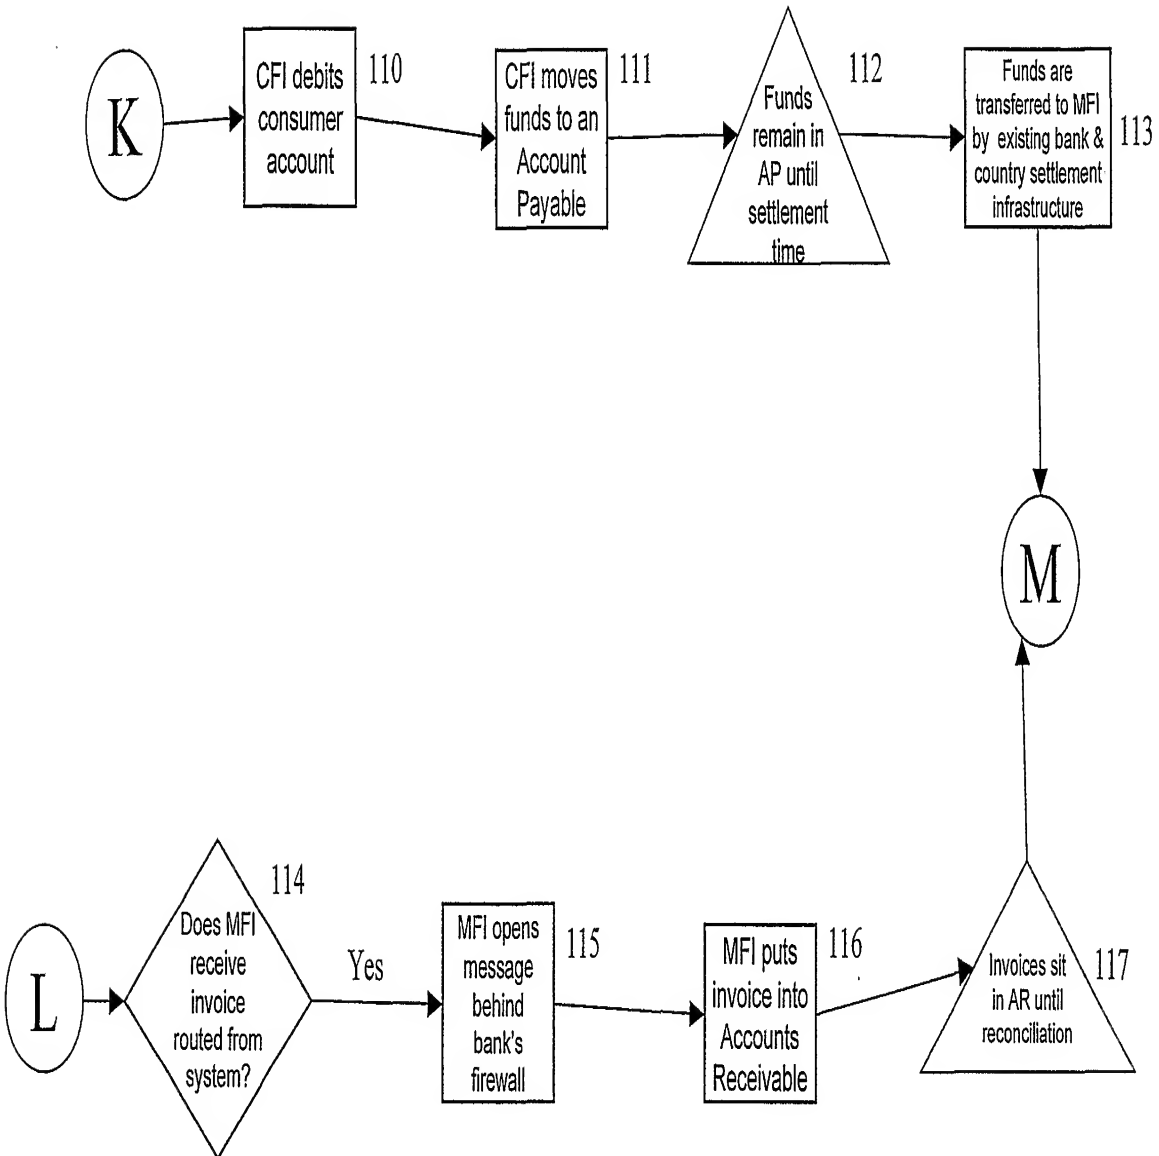 K
CFI debits
consumer
account
110
CFI moves
funds to an
Account
Payable
111
Funds
remain in
AP until
settlement
time
112
Funds are
transferred to MFI
by existing bank &
country settlement
infrastructure
113
M
L
Does MFI
receive
invoice
routed from
system?
114
Yes
MFI opens
message
behind
bank's
firewall
115
MFI puts
invoice into
Accounts
Receivable
116
Invoices sit
in AR until
reconciliation
117